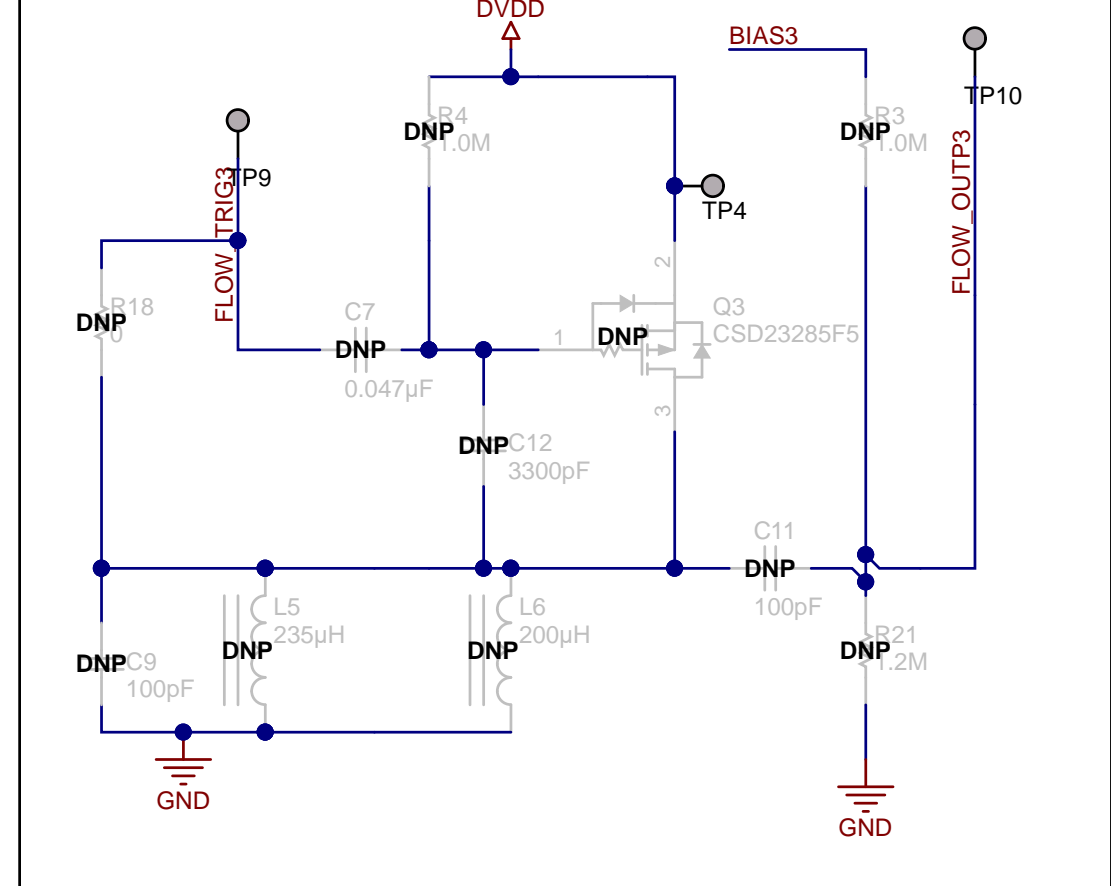 DVDD
BIAS3
TP10
R4
DNP
1.0M
R3
DNP
1.0M
TP9
FLOW_TRIG3
FLOW_OUTP3
TP4
2
R18
DNP
0
C7
DNP
0.047µF
1
DNP
Q3
CSD23285F5
3
DNP
C12
3300pF
C11
DNP
100pF
L5
235µH
DNP
L6
200µH
DNP
R21
DNP
1.2M
DNP
C9
100pF
GND
GND